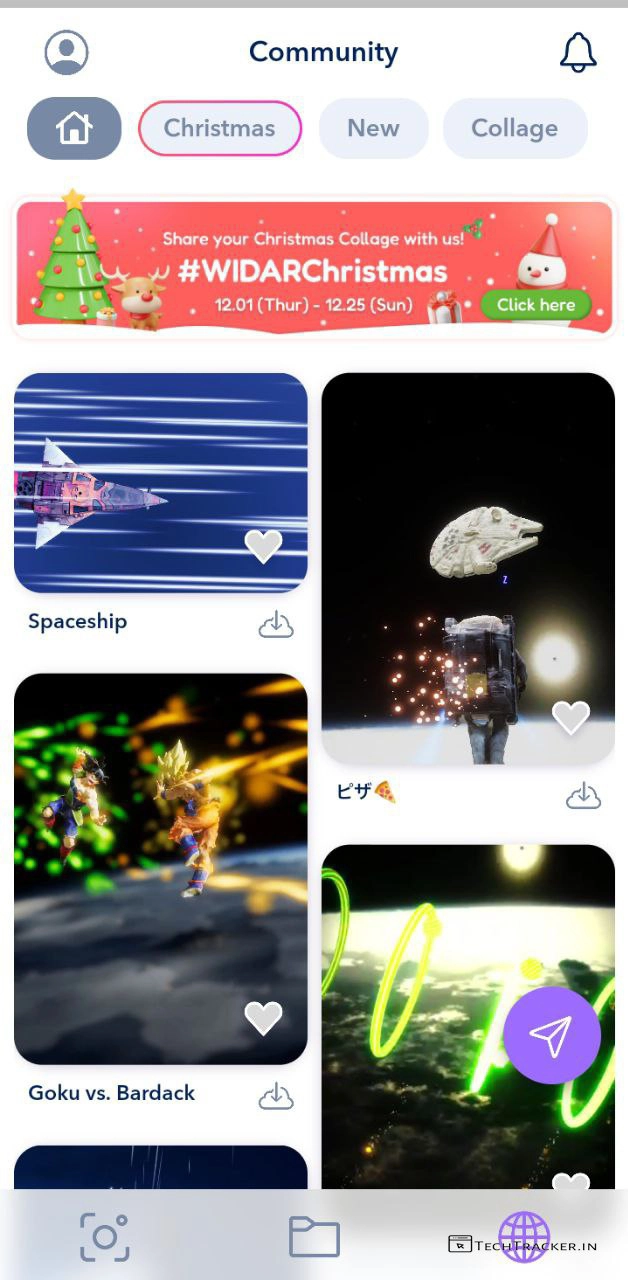 Community
Christmas
New
Collage
Share your Christmas Collage with us!
#WIDARChristmas
12.01 (Thur) - 12.25 (Sun)
Click here
Spaceship
Z
ピザ🍕
Goku vs. Bardack
TECHTRACKER.IN